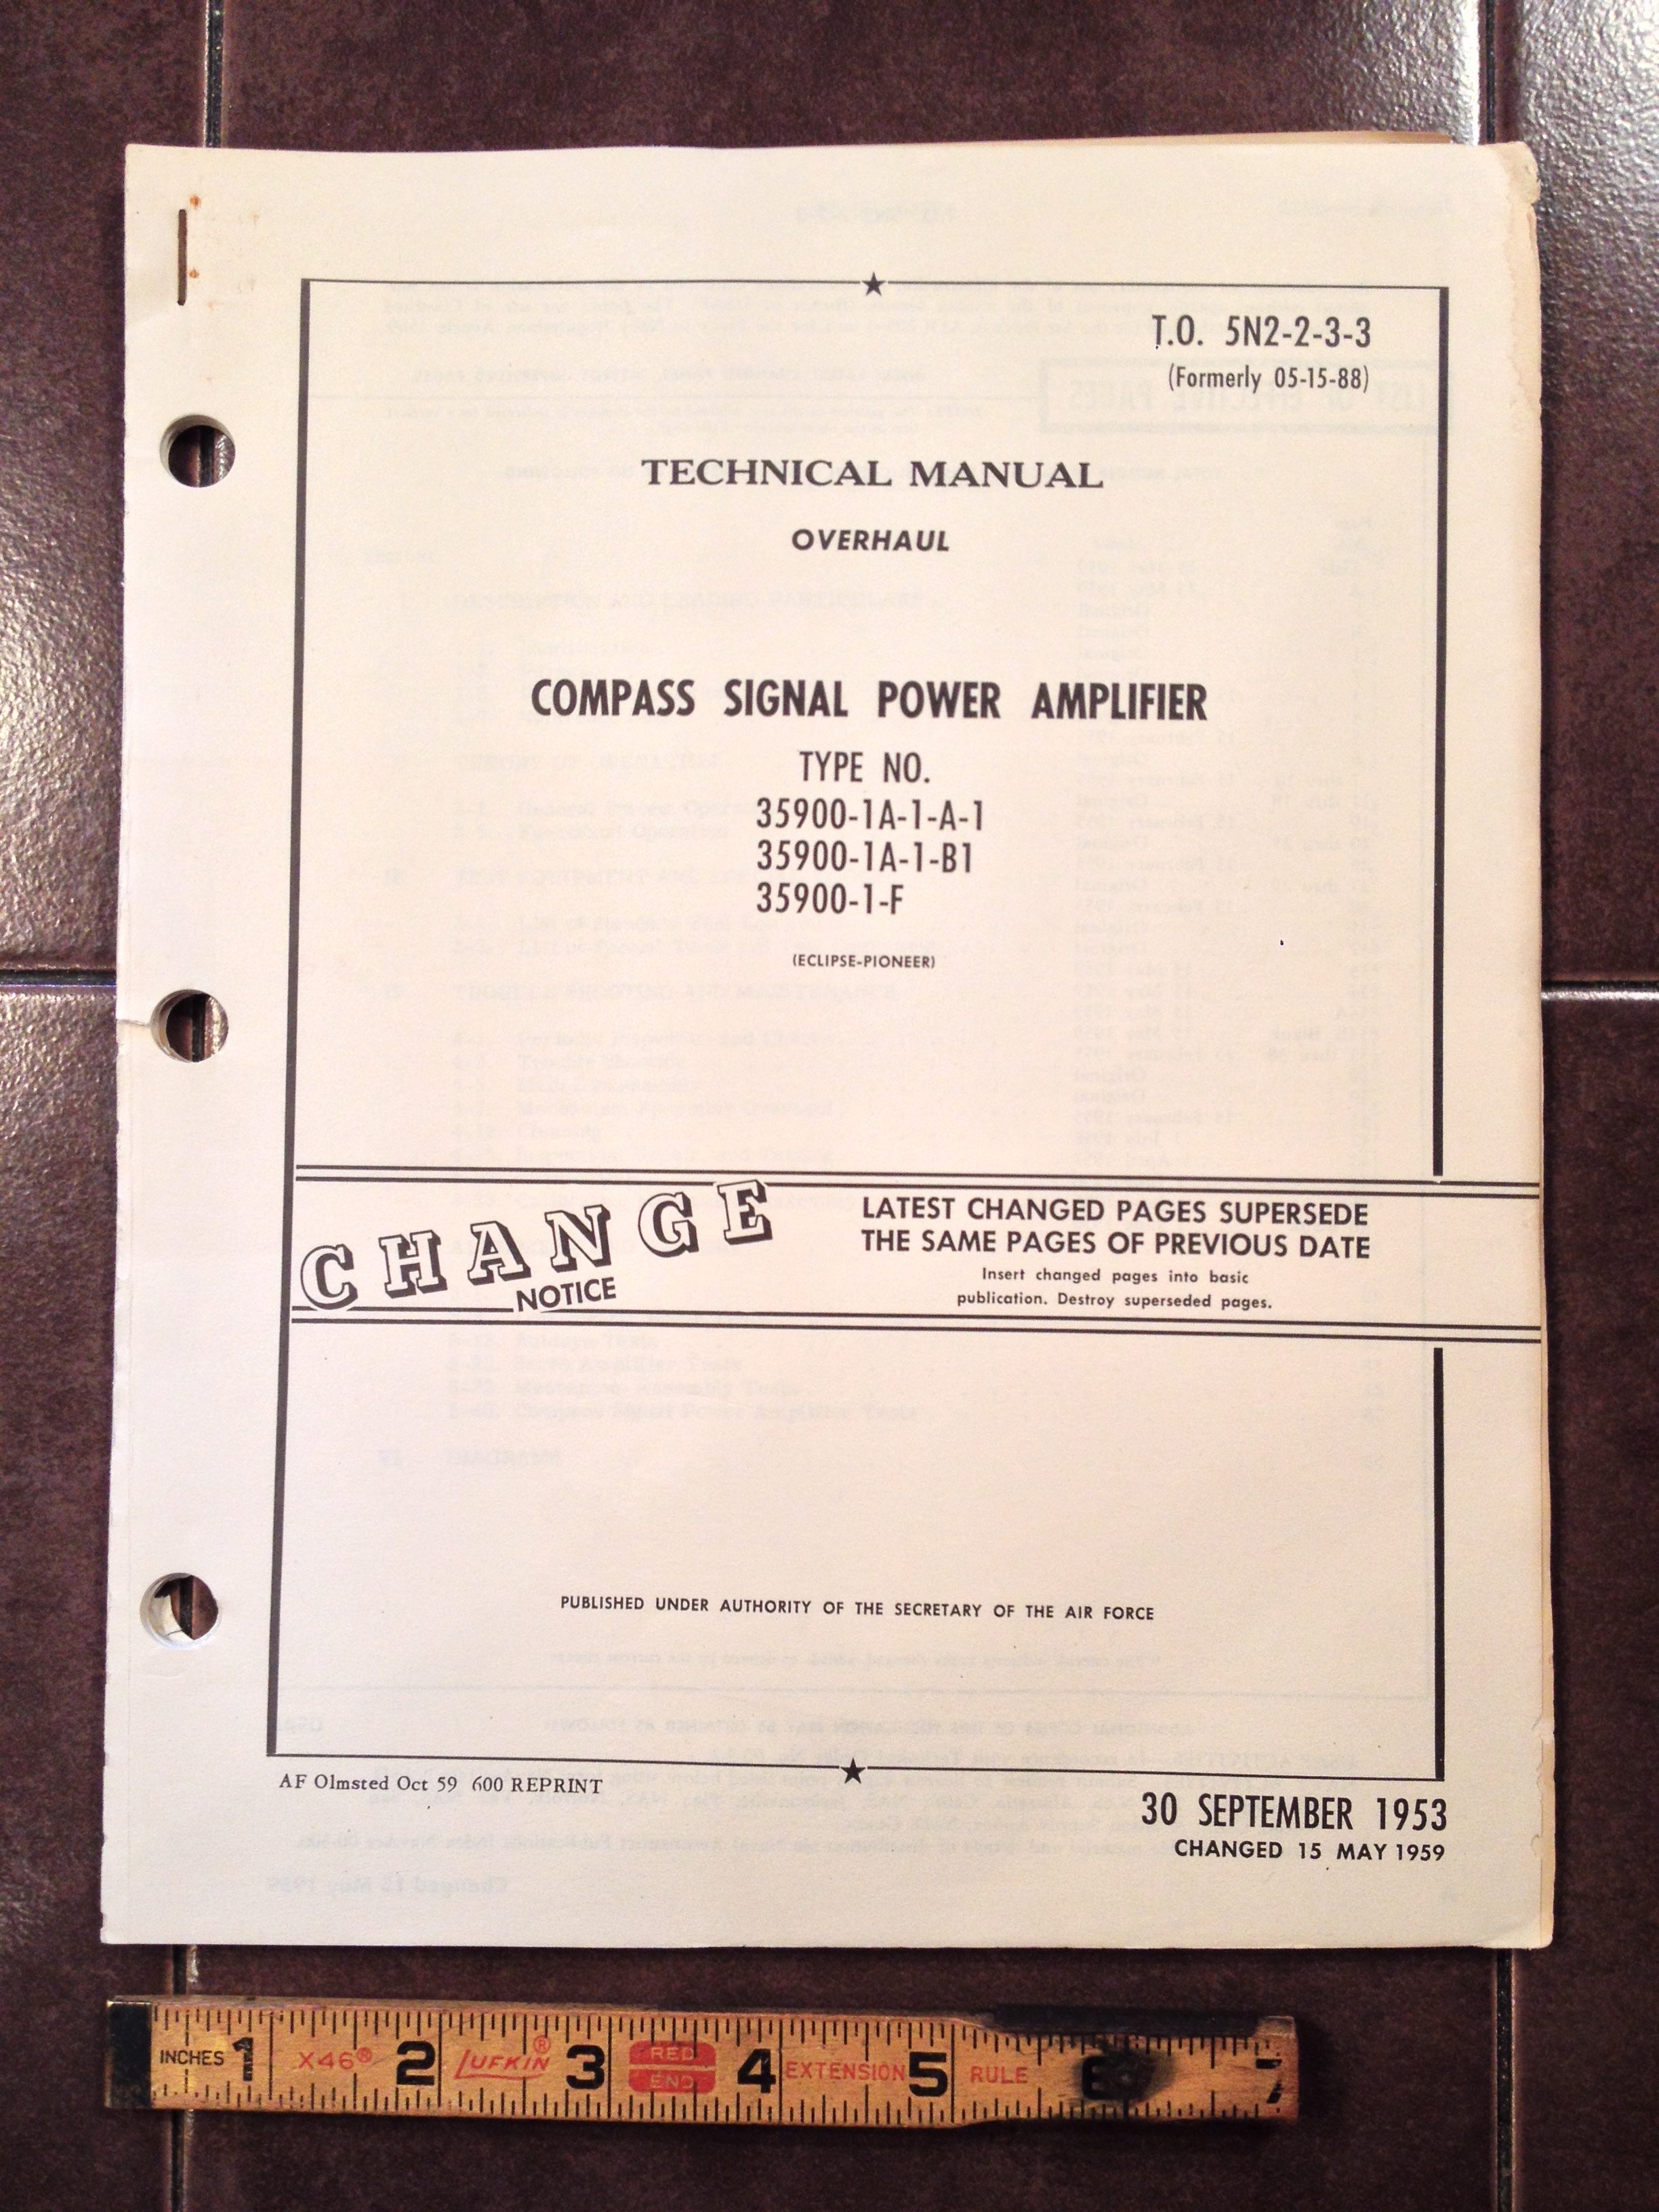 T.O. 5N2-2-3-3
(Formerly 05-15-88)
TECHNICAL MANUAL
OVERHAUL
COMPASS SIGNAL POWER AMPLIFIER
TYPE NO.
35900-1A-1-A-1
35900-1A-1-B1
35900-1-F
(ECLIPSE-PIONEER)
CHANGE
NOTICE
LATEST CHANGED PAGES SUPERSEDE
THE SAME PAGES OF PREVIOUS DATE
Insert changed pages into basic
publication. Destroy superseded pages.
PUBLISHED UNDER AUTHORITY OF THE SECRETARY OF THE AIR FORCE
AF Olmsted Oct 59 600 REPRINT
30 SEPTEMBER 1953
CHANGED 15 MAY 1959
INCHES 1 X46® 2 LUFKIN® 3 RED END 4 EXTENSION 5 RULE 6 7